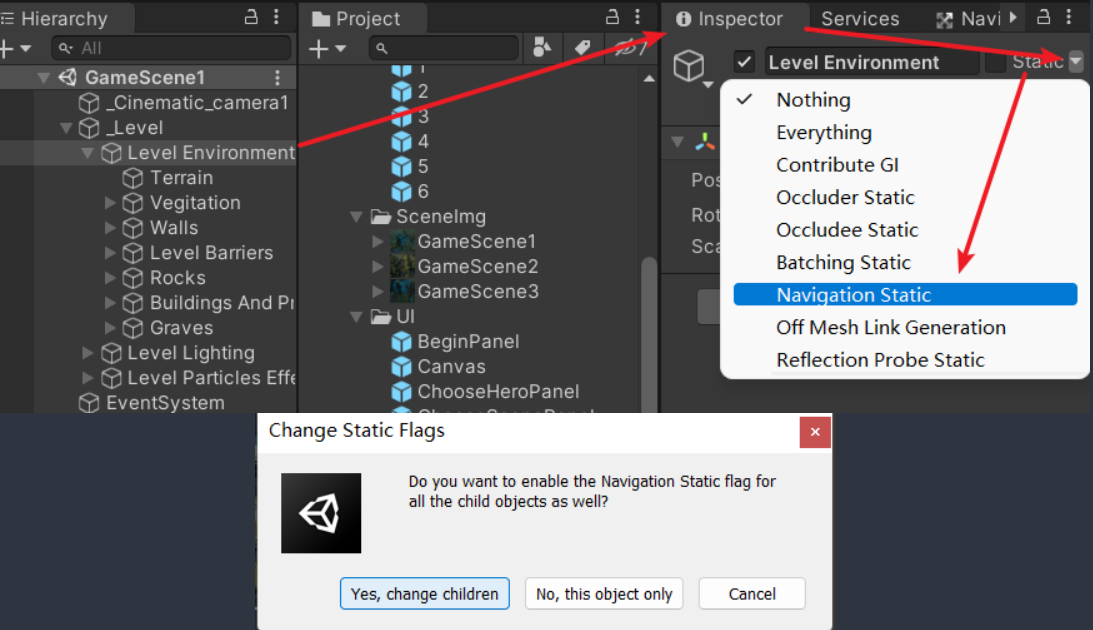 Hierarchy
All
GameScene1
_Cinematic_camera1
_Level
Level Environment
Terrain
Vegitation
Walls
Level Barriers
Rocks
Buildings And Pr
Graves
Level Lighting
Level Particles Effe
EventSystem
Project
7
1
2
3
4
5
6
SceneImg
GameScene1
GameScene2
GameScene3
UI
BeginPanel
Canvas
ChooseHeroPanel
ChooseScenePanel
Inspector
Services
Navi
Level Environment
Static
Pos
Rot
Sca
Nothing
Everything
Contribute GI
Occluder Static
Occludee Static
Batching Static
Navigation Static
Off Mesh Link Generation
Reflection Probe Static
Change Static Flags
Do you want to enable the Navigation Static flag for
all the child objects as well?
Yes, change children
No, this object only
Cancel